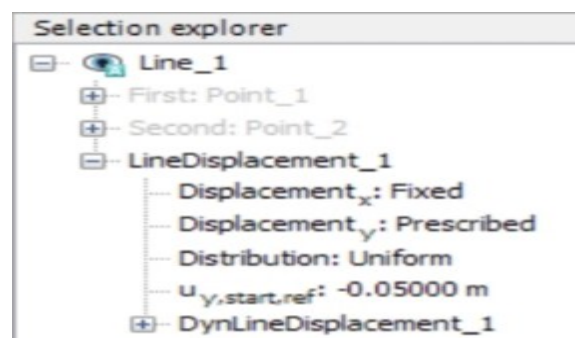 Selection explorer
Line_1
First: Point_1
Second: Point_2
LineDisplacement_1
Displacementx: Fixed
Displacementy: Prescribed
Distribution: Uniform
uy,start,ref: -0.05000 m
DynLineDisplacement_1